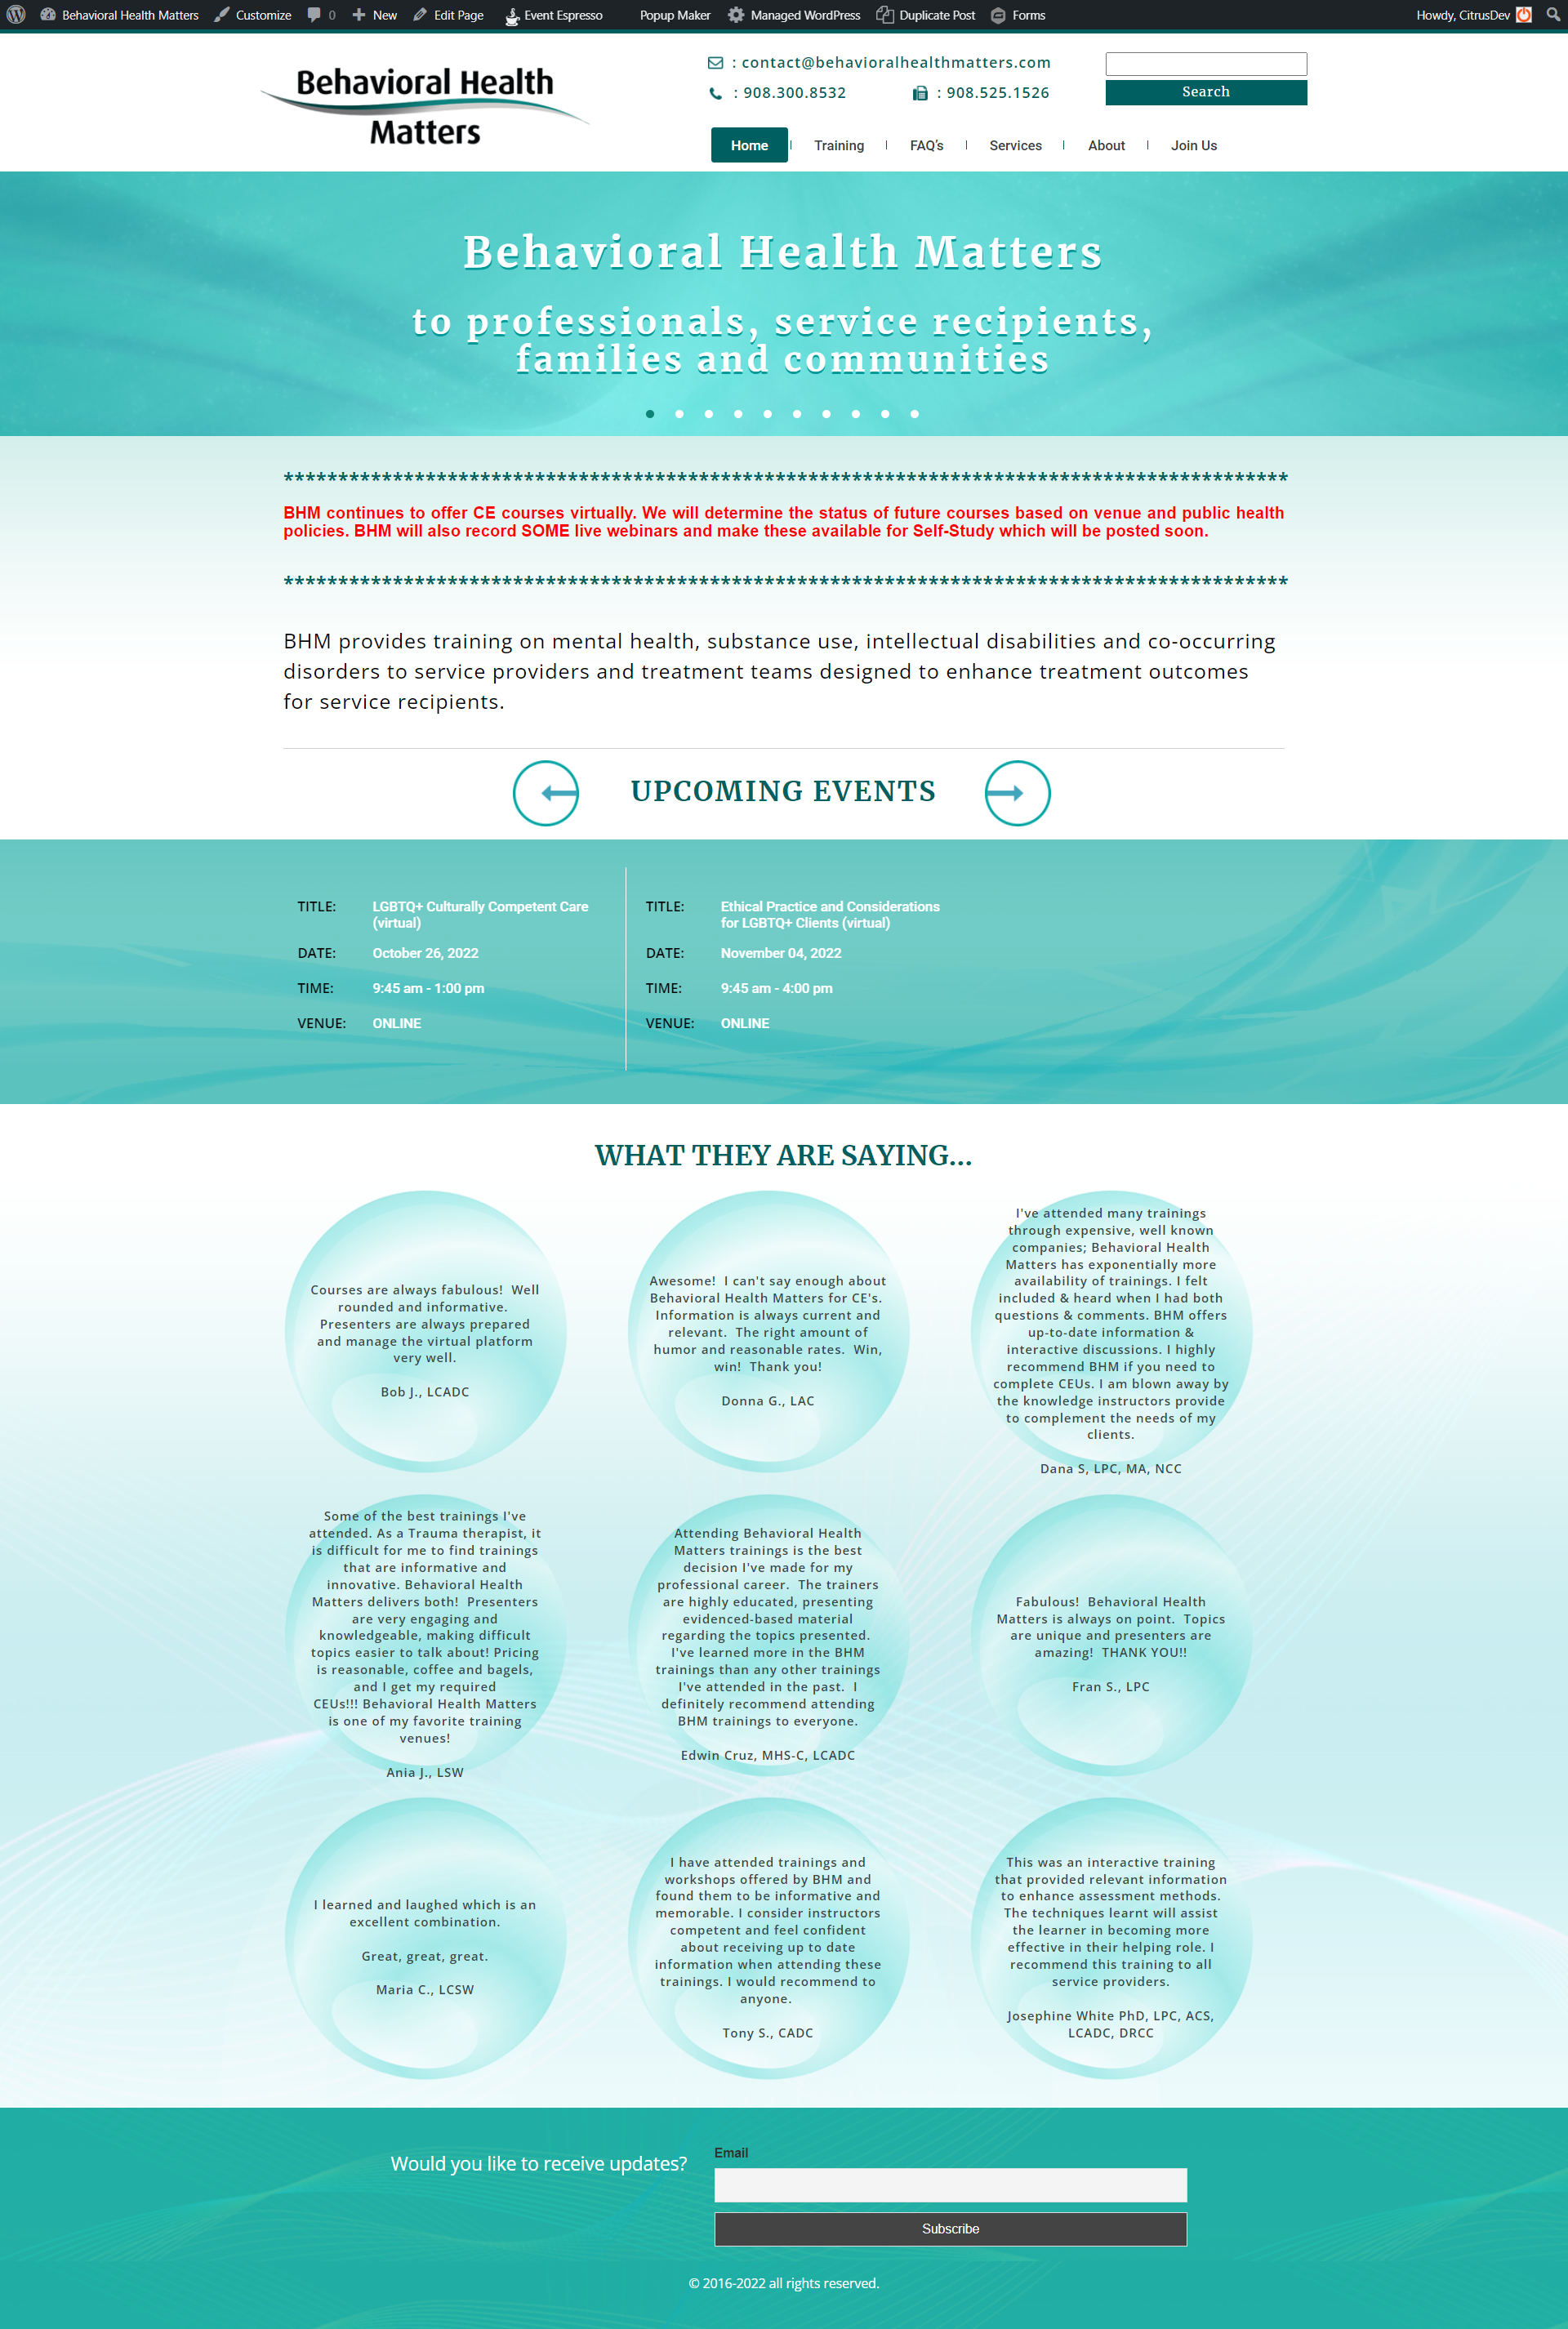 Behavioral Health Matters Customize 0 New Edit Page Event Espresso Popup Maker Managed WordPress Duplicate Post Forms Howdy, CitrusDev
Behavioral Health
Matters
: contact@behavioralhealthmatters.com
: 908.300.8532 : 908.525.1526
Search
Home Training FAQ's Services About Join Us
Behavioral Health Matters
to professionals, service recipients,
families and communities
********************************************************************************************
BHM continues to offer CE courses virtually. We will determine the status of future courses based on venue and public health
policies. BHM will also record SOME live webinars and make these available for Self-Study which will be posted soon.
********************************************************************************************
BHM provides training on mental health, substance use, intellectual disabilities and co-occurring
disorders to service providers and treatment teams designed to enhance treatment outcomes
for service recipients.
UPCOMING EVENTS
TITLE: LGBTQ+ Culturally Competent Care
(virtual)
DATE: October 26, 2022
TIME: 9:45 am - 1:00 pm
VENUE: ONLINE
TITLE: Ethical Practice and Considerations
for LGBTQ+ Clients (virtual)
DATE: November 04, 2022
TIME: 9:45 am - 4:00 pm
VENUE: ONLINE
WHAT THEY ARE SAYING...
Courses are always fabulous! Well
rounded and informative.
Presenters are always prepared
and manage the virtual platform
very well.
Bob J., LCADC
Awesome! I can't say enough about
Behavioral Health Matters for CE's.
Information is always current and
relevant. The right amount of
humor and reasonable rates. Win,
win! Thank you!
Donna G., LAC
I've attended many trainings
through expensive, well known
companies; Behavioral Health
Matters has exponentially more
availability of trainings. I felt
included & heard when I had both
questions & comments. BHM offers
up-to-date information &
interactive discussions. I highly
recommend BHM if you need to
complete CEUs. I am blown away by
the knowledge instructors provide
to complement the needs of my
clients.
Dana S, LPC, MA, NCC
Some of the best trainings I've
attended. As a Trauma therapist, it
is difficult for me to find trainings
that are informative and
innovative. Behavioral Health
Matters delivers both! Presenters
are very engaging and
knowledgeable, making difficult
topics easier to talk about! Pricing
is reasonable, coffee and bagels,
and I get my required
CEUs!!! Behavioral Health Matters
is one of my favorite training
venues!
Ania J., LSW
Attending Behavioral Health
Matters trainings is the best
decision I've made for my
professional career. The trainers
are highly educated, presenting
evidenced-based material
regarding the topics presented.
I've learned more in the BHM
trainings than any other trainings
I've attended in the past. I
definitely recommend attending
BHM trainings to everyone.
Edwin Cruz, MHS-C, LCADC
Fabulous! Behavioral Health
Matters is always on point. Topics
are unique and presenters are
amazing! THANK YOU!!
Fran S., LPC
I learned and laughed which is an
excellent combination.
Great, great, great.
Maria C., LCSW
I have attended trainings and
workshops offered by BHM and
found them to be informative and
memorable. I consider instructors
competent and feel confident
about receiving up to date
information when attending these
trainings. I would recommend to
anyone.
Tony S., CADC
This was an interactive training
that provided relevant information
to enhance assessment methods.
The techniques learnt will assist
the learner in becoming more
effective in their helping role. I
recommend this training to all
service providers.
Josephine White PhD, LPC, ACS,
LCADC, DRCC
Would you like to receive updates?
Email
Subscribe
© 2016-2022 all rights reserved.